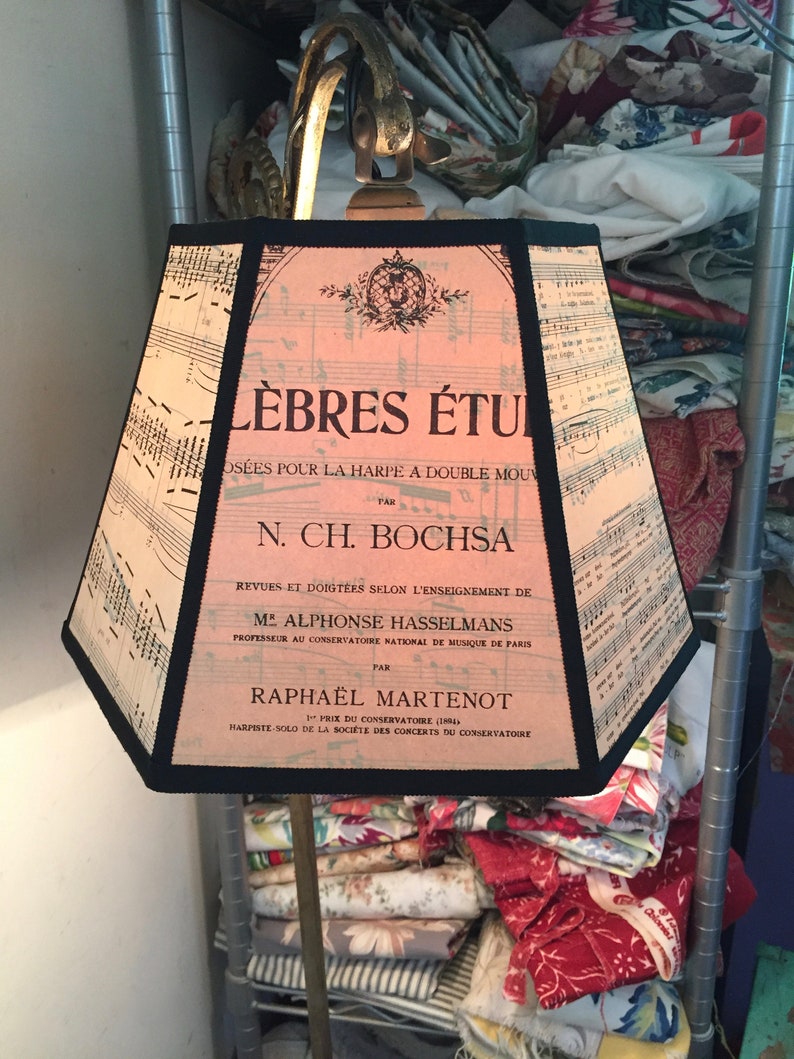 LÈBRES ÉTU
OSÉES POUR LA HARPE A DOUBLE MOUV
PAR
N. CH. BOCHSA
REVUES ET DOIGTÉES SELON L'ENSEIGNEMENT DE
Mr ALPHONSE HASSELMANS
PROFESSEUR AU CONSERVATOIRE NATIONAL DE MUSIQUE DE PARIS
PAR
RAPHAËL MARTENOT
1er PRIX DU CONSERVATOIRE (1894)
HARPISTE-SOLO DE LA SOCIÉTÉ DES CONCERTS DU CONSERVATOIRE